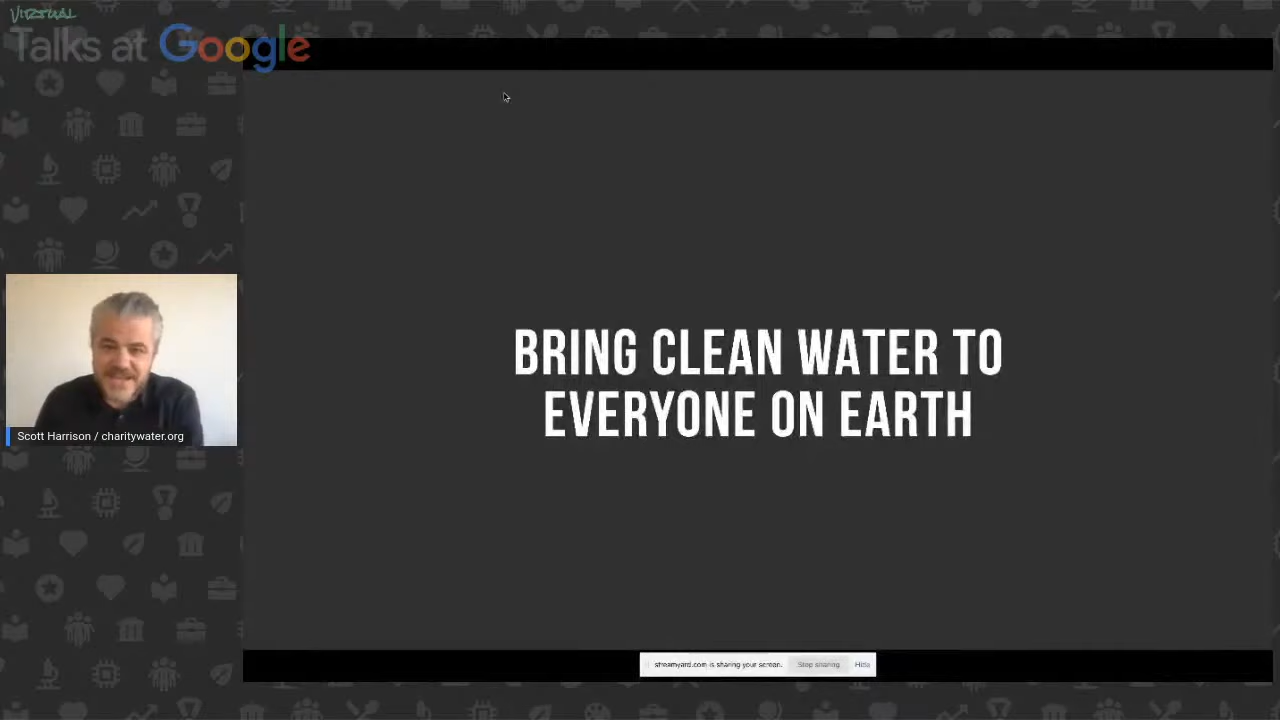 VIRTUAL
Talks at Google
BRING CLEAN WATER TO
EVERYONE ON EARTH
Scott Harrison / charitywater.org
streamyard.com is sharing your screen. Stop sharing Hide